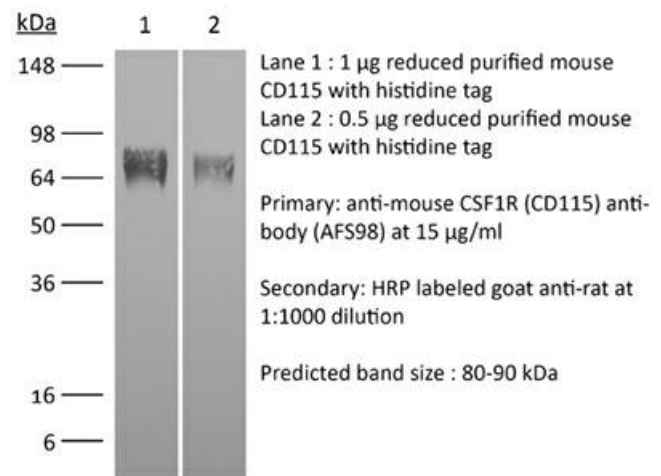 kDa
1 2
148
98
64
50
36
16
6
Lane 1 : 1 µg reduced purified mouse
CD115 with histidine tag
Lane 2 : 0.5 µg reduced purified mouse
CD115 with histidine tag
Primary: anti-mouse CSF1R (CD115) anti-
body (AFS98) at 15 µg/ml
Secondary: HRP labeled goat anti-rat at
1:1000 dilution
Predicted band size : 80-90 kDa